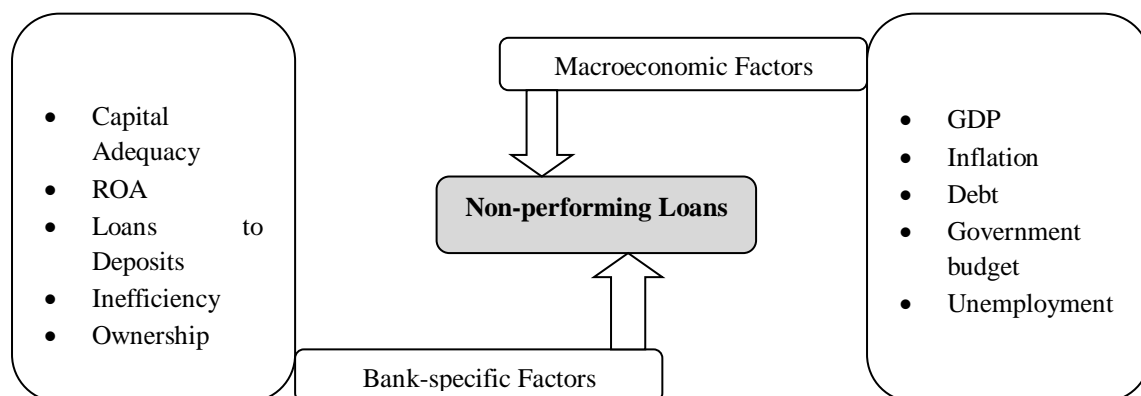 Capital
Adequacy
ROA
Loans to
Deposits
Inefficiency
Ownership
Macroeconomic Factors
Non-performing Loans
Bank-specific Factors
GDP
Inflation
Debt
Government
budget
Unemployment